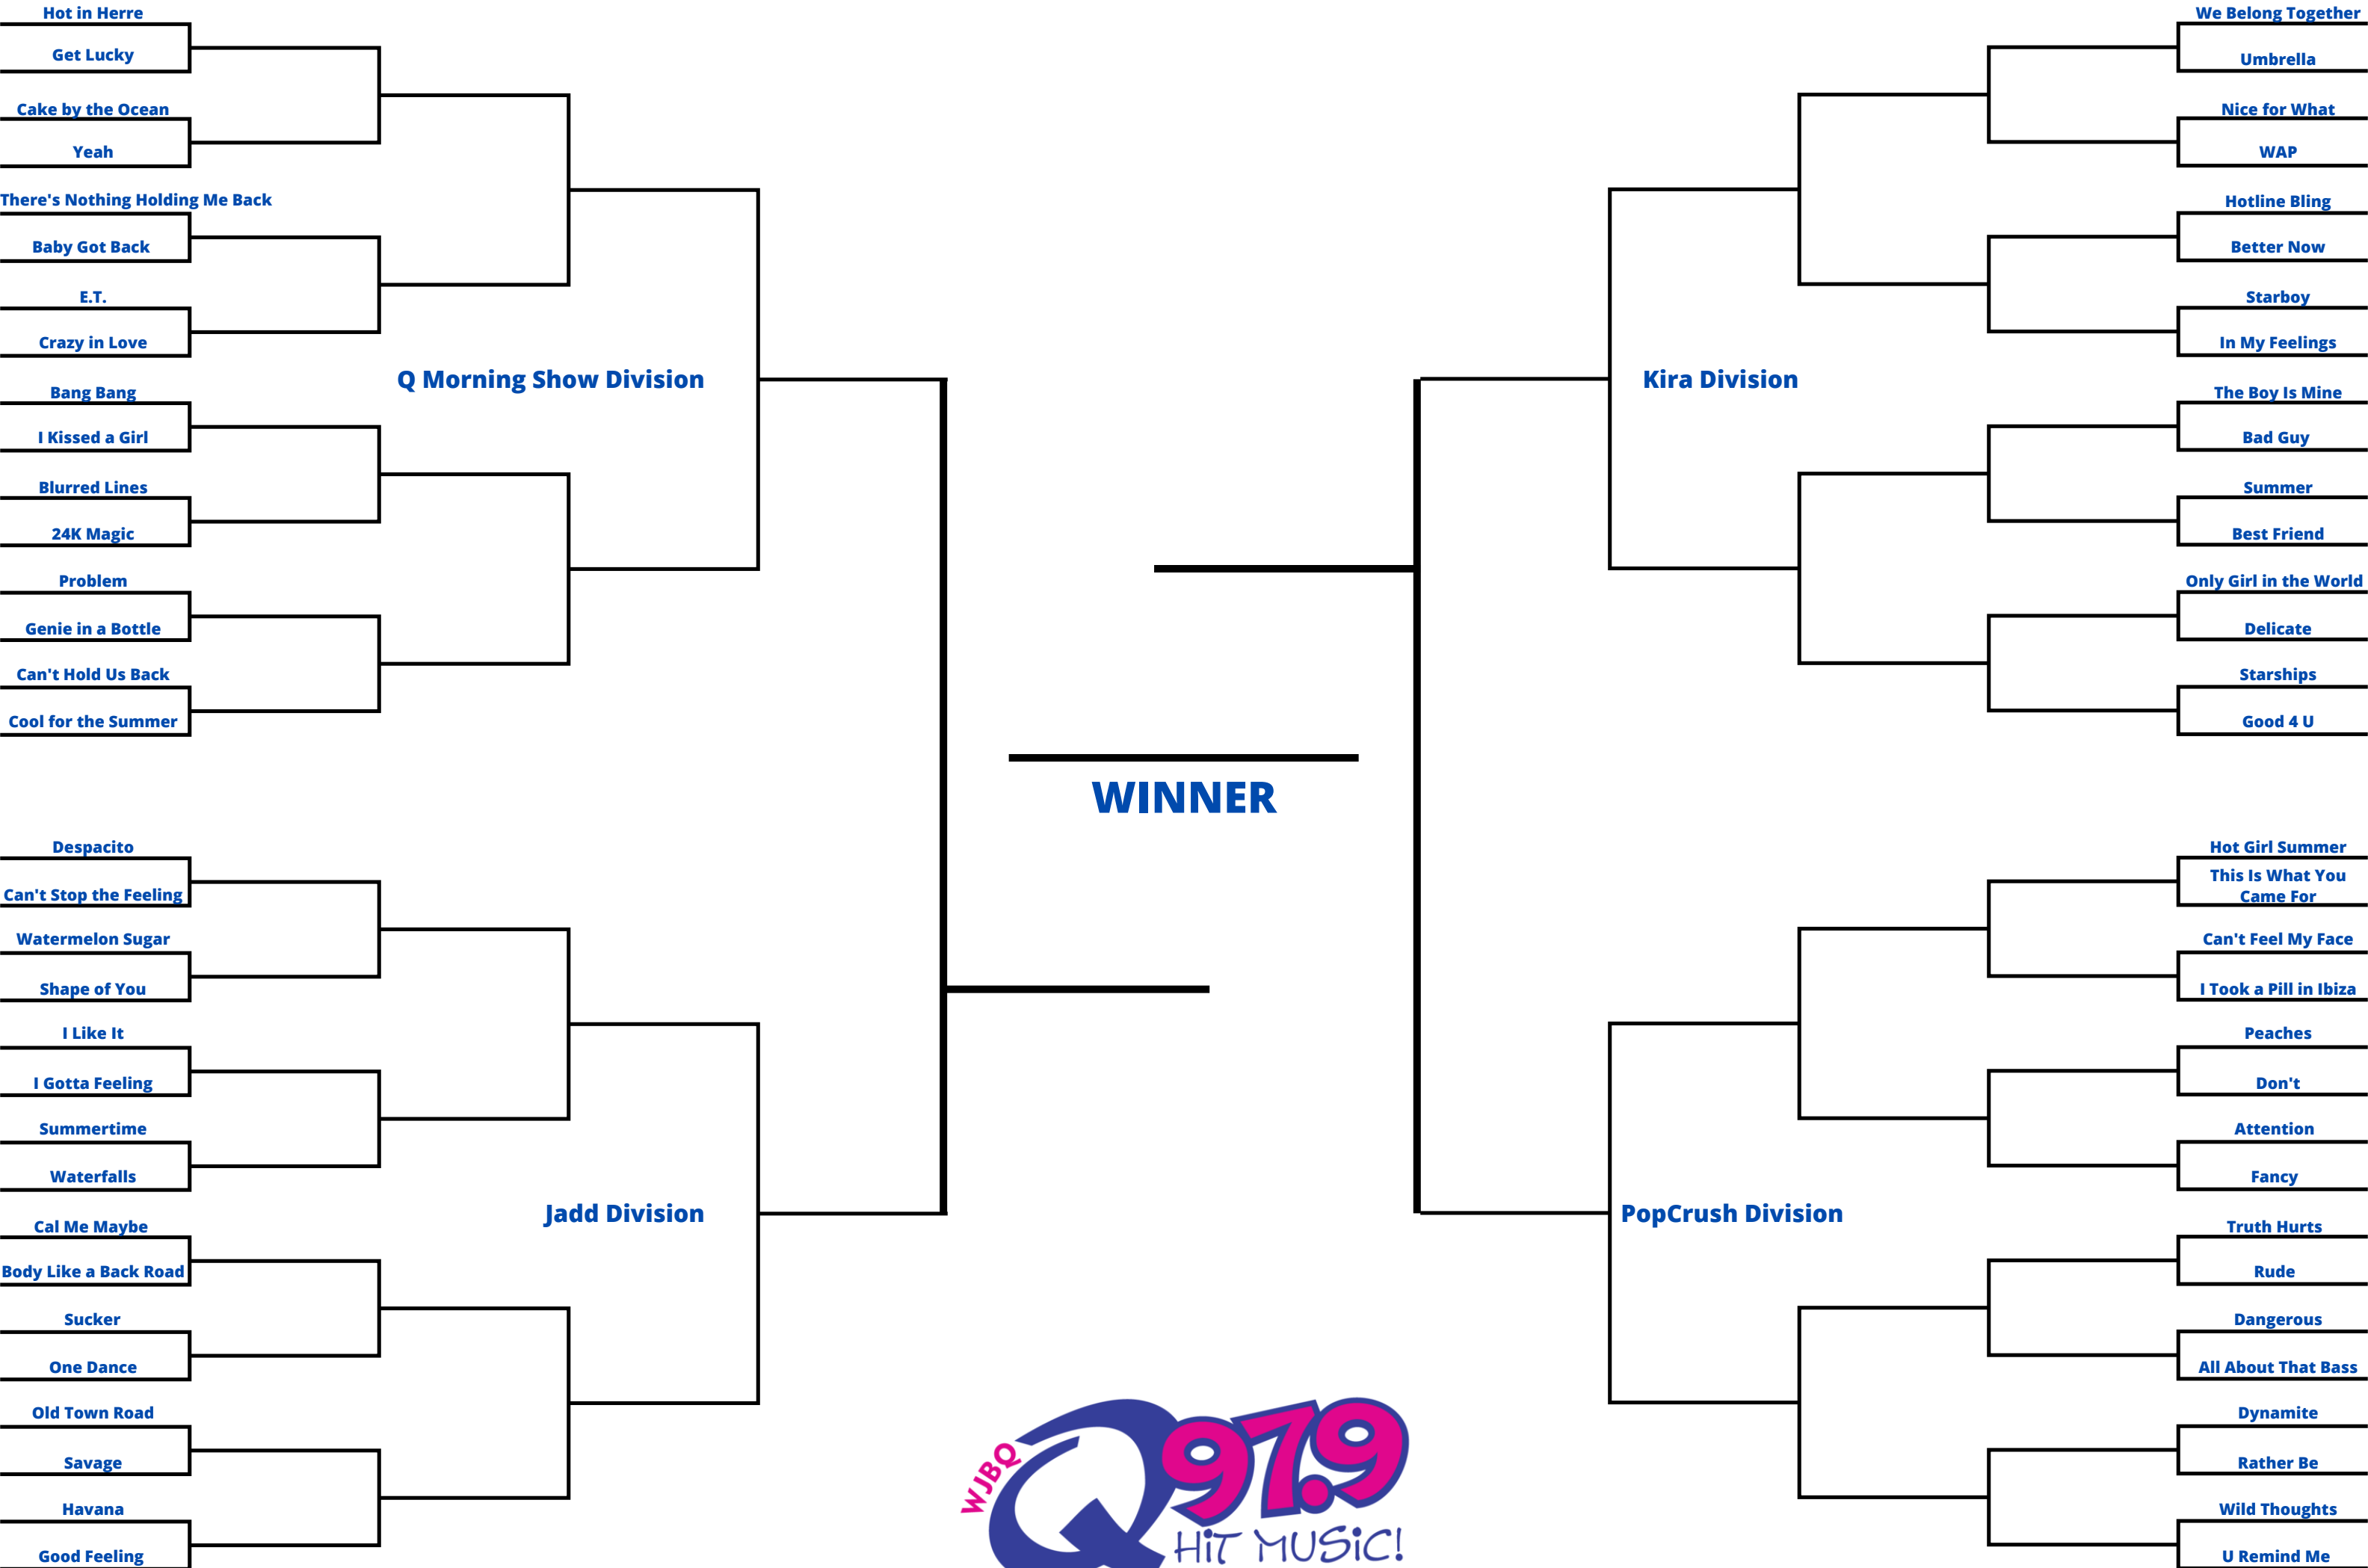 Hot in Herre
Get Lucky
Cake by the Ocean
Yeah
There's Nothing Holding Me Back
Baby Got Back
E.T.
Crazy in Love
Q Morning Show Division
Bang Bang
I Kissed a Girl
Blurred Lines
24K Magic
Problem
Genie in a Bottle
Can't Hold Us Back
Cool for the Summer
Despacito
Can't Stop the Feeling
Watermelon Sugar
Shape of You
I Like It
I Gotta Feeling
Summertime
Waterfalls
Jadd Division
Cal Me Maybe
Body Like a Back Road
Sucker
One Dance
Old Town Road
Savage
Havana
Good Feeling
WINNER
We Belong Together
Umbrella
Nice for What
WAP
Hotline Bling
Better Now
Starboy
In My Feelings
Kira Division
The Boy Is Mine
Bad Guy
Summer
Best Friend
Only Girl in the World
Delicate
Starships
Good 4 U
Hot Girl Summer
This Is What You
Came For
Can't Feel My Face
I Took a Pill in Ibiza
Peaches
Don't
Attention
Fancy
PopCrush Division
Truth Hurts
Rude
Dangerous
All About That Bass
Dynamite
Rather Be
Wild Thoughts
U Remind Me
WJBQ
Q97.9
HiT MUSiC!